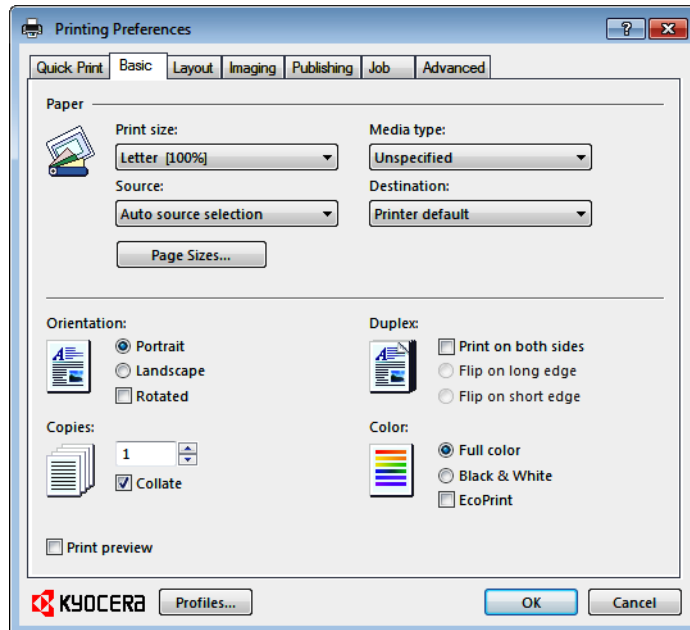 Printing Preferences
Quick Print Basic Layout Imaging Publishing Job Advanced
Paper
Print size: Media type:
Letter [100%] Unspecified
Source: Destination:
Auto source selection Printer default
Page Sizes...
Orientation: Duplex:
Portrait Print on both sides
Landscape Flip on long edge
Rotated Flip on short edge
Copies: Color:
1 Full color
Collate Black & White
EcoPrint
Print preview
KYOCERA Profiles... OK Cancel